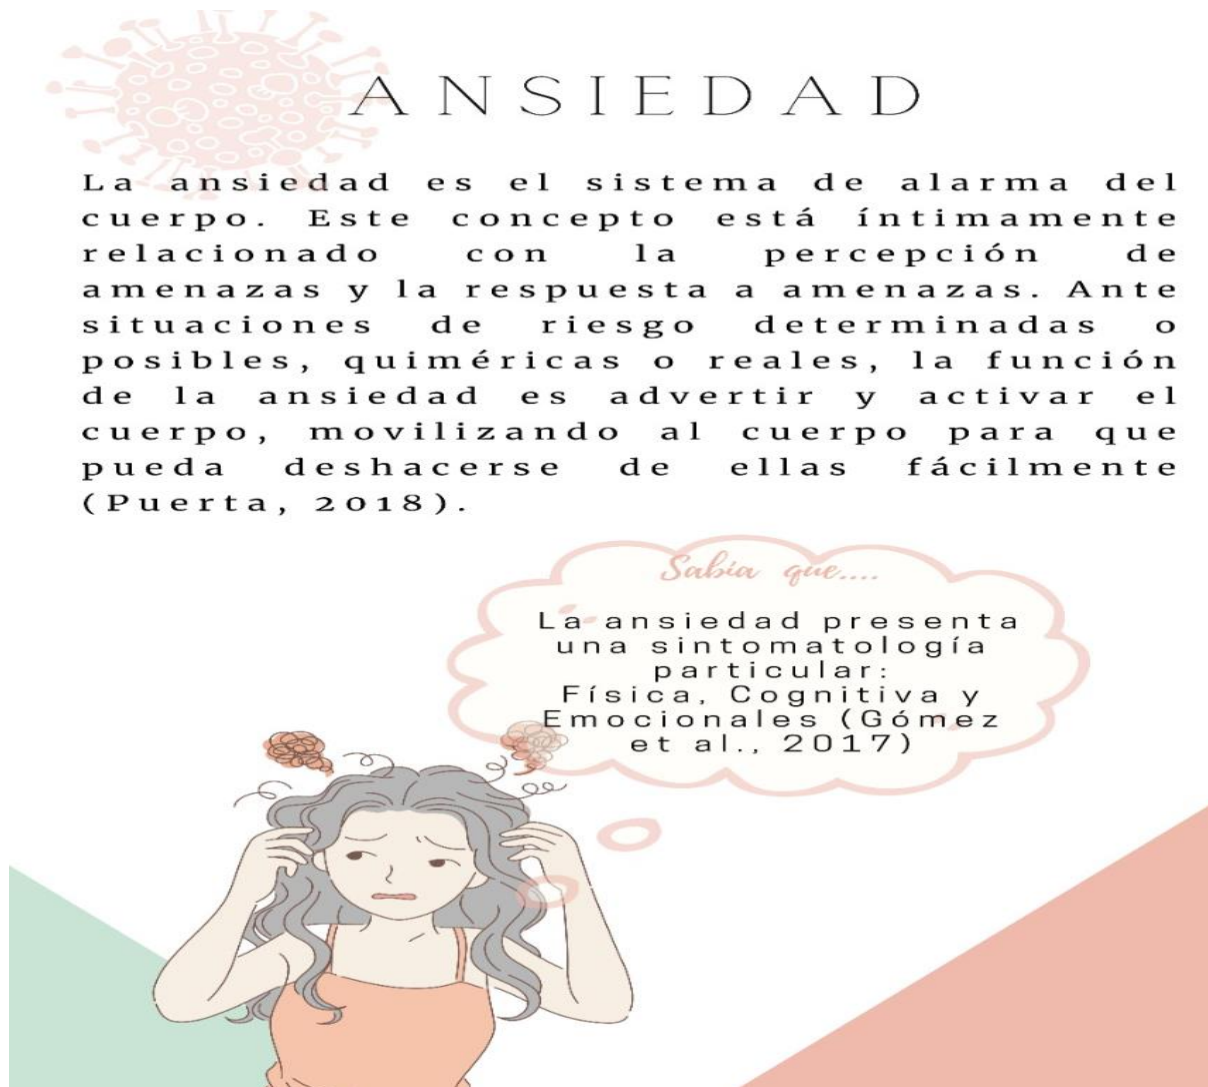 ANSIEDAD
La ansiedad es el sistema de alarma del
cuerpo. Este concepto está íntimamente
relacionado con la percepción de
amenazas y la respuesta a amenazas. Ante
situaciones de riesgo determinadas o
posibles, quiméricas o reales, la función
de la ansiedad es advertir y activar el
cuerpo, movilizando al cuerpo para que
pueda deshacerse de ellas fácilmente
(Puerta, 2018).
Sabia que....
La ansiedad presenta
una sintomatología
particular:
Física, Cognitiva y
Emocionales (Gómez
et al., 2017)